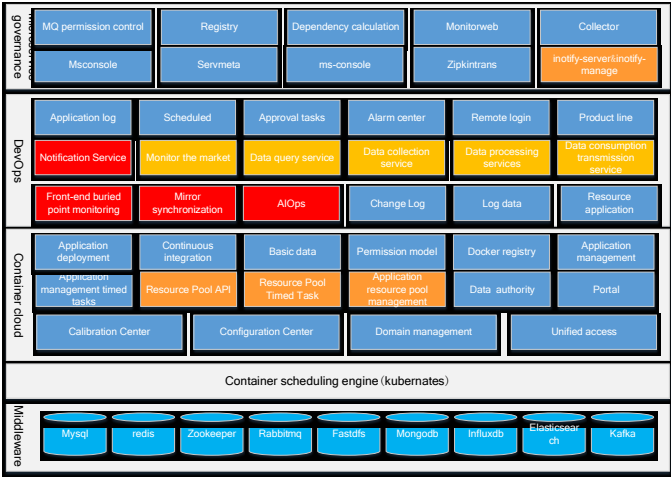 governance
MQ permission control
Registry
Dependency calculation
Monitorweb
Collector
Msconsole
Servmeta
ms-console
Zipkintrans
inotify-server&inotify-
manage
DevOps
Application log
Scheduled
Approval tasks
Alarm center
Remote login
Product line
Notification Service
Monitor the market
Data query service
Data collection
service
Data processing
services
Data consumption
transmission
service
Front-end buried
point monitoring
Mirror
synchronization
AIOps
Change Log
Log data
Resource
application
Container cloud
Application
deployment
Continuous
integration
Basic data
Permission model
Docker registry
Application
management
Application
management timed
tasks
Resource Pool API
Resource Pool
Timed Task
Application
resource pool
management
Data authority
Portal
Calibration Center
Configuration Center
Domain management
Unified access
Container scheduling engine（kubernates）
Middleware
Mysql
redis
Zookeeper
Rabbitmq
Fastdfs
Mongodb
Influxdb
Elasticsear
ch
Kafka